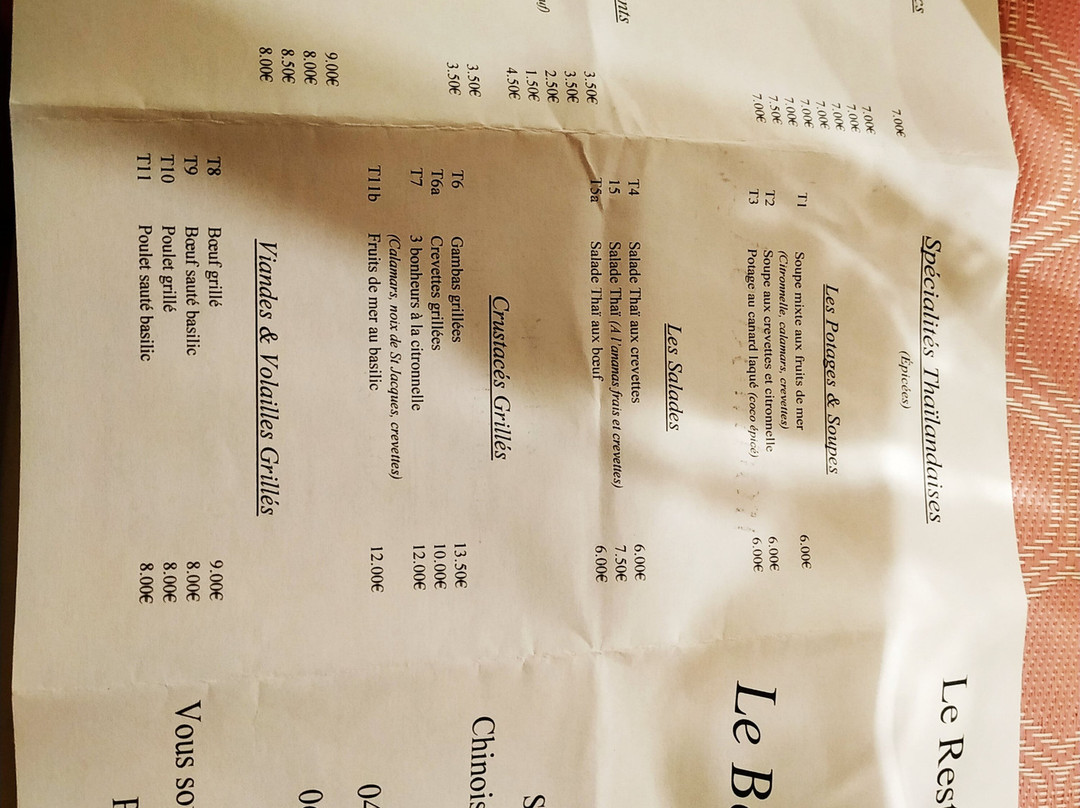 es
7.00€
7.00€
7.00€
7.00€
7.00€
7.00€
7.00€
7.50€
7.00€
nts
3.50€
3.50€
2.50€
1.50€
4.50€
3.50€
3.50€
9.00€
8.00€
8.50€
8.00€
Spécialités Thaïlandaises
(Épicées)
Les Potages & Soupes
T1 Soupe mixte aux fruits de mer 6.00€
(Citronnelle, calamars, crevettes)
T2 Soupe aux crevettes et citronnelle 6.00€
T3 Potage au canard laqué (coco épicé) 6.00€
Les Salades
T4 Salade Thaï aux crevettes 6.00€
15 Salade Thaï (A l'ananas frais et crevettes) 7.50€
T5a Salade Thaï aux bœuf 6.00€
Crustacés Grillés
T6 Gambas grillées 13.50€
T6a Crevettes grillées 10.00€
T7 3 bonheurs à la citronnelle 12.00€
(Calamars, noix de St Jacques, crevettes)
T11b Fruits de mer au basilic 12.00€
Viandes & Volailles Grillés
T8 Bœuf grillé 9.00€
T9 Bœuf sauté basilic 8.00€
T10 Poulet grillé 8.00€
T11 Poulet sauté basilic 8.00€
Le Rest
Le B
S
Chinois
04
0
Vous so